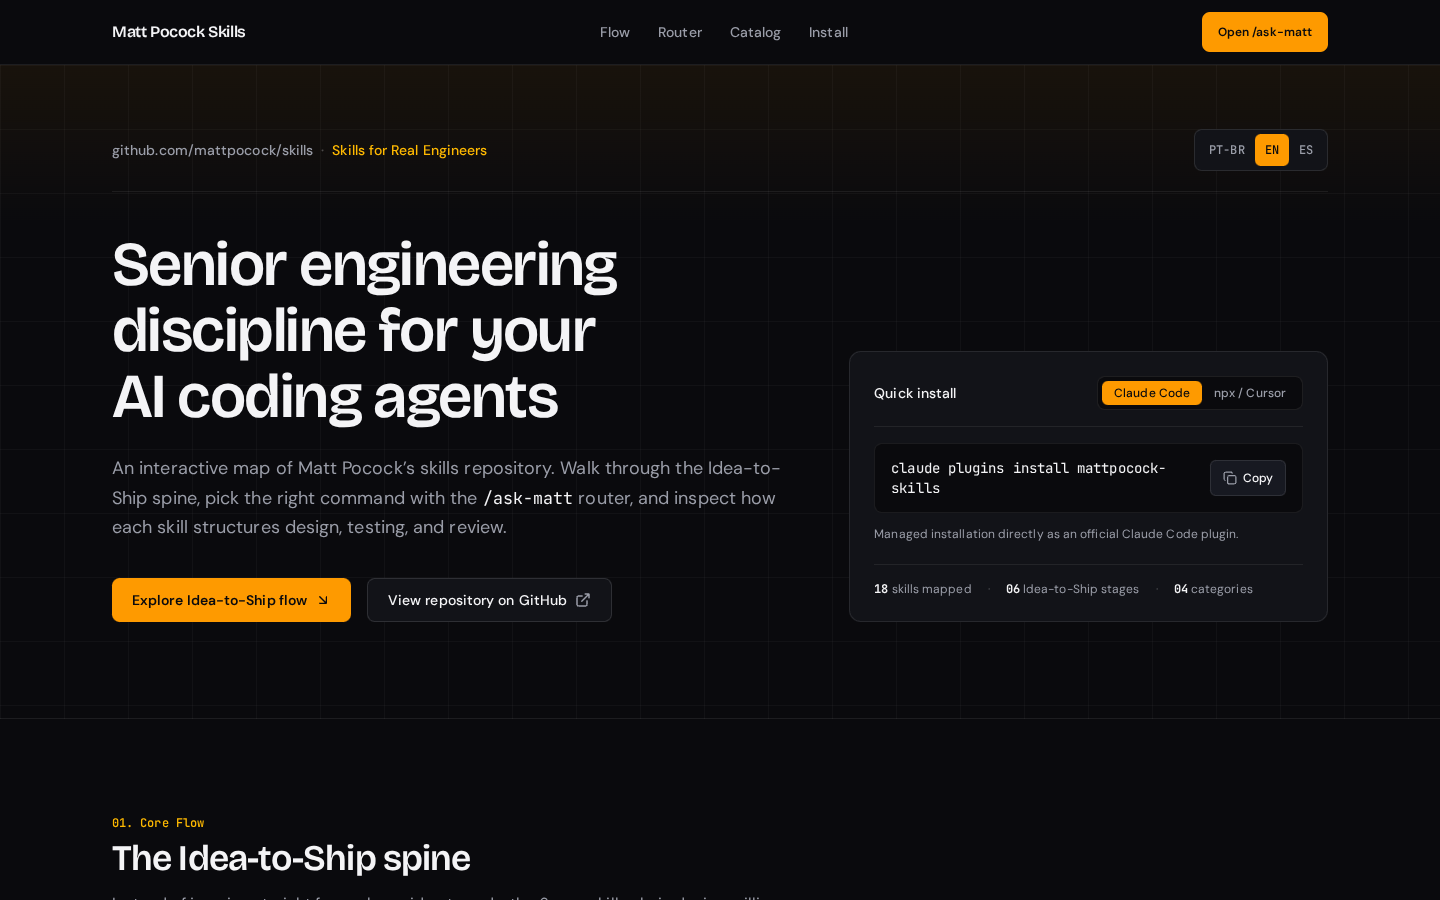 Matt Pocock Skills
Flow
Router
Catalog
Install
Open /ask-matt
github.com/mattpocock/skills · Skills for Real Engineers
PT-BR
EN
ES
Senior engineering
discipline for your
AI coding agents
An interactive map of Matt Pocock’s skills repository. Walk through the Idea-to-
Ship spine, pick the right command with the /ask-matt router, and inspect how
each skill structures design, testing, and review.
Explore Idea-to-Ship flow
View repository on GitHub
Quick install
Claude Code
npx / Cursor
claude plugins install mattpocock-
skills
Copy
Managed installation directly as an official Claude Code plugin.
18 skills mapped · 06 Idea-to-Ship stages · 04 categories
01. Core Flow
The Idea-to-Ship spine